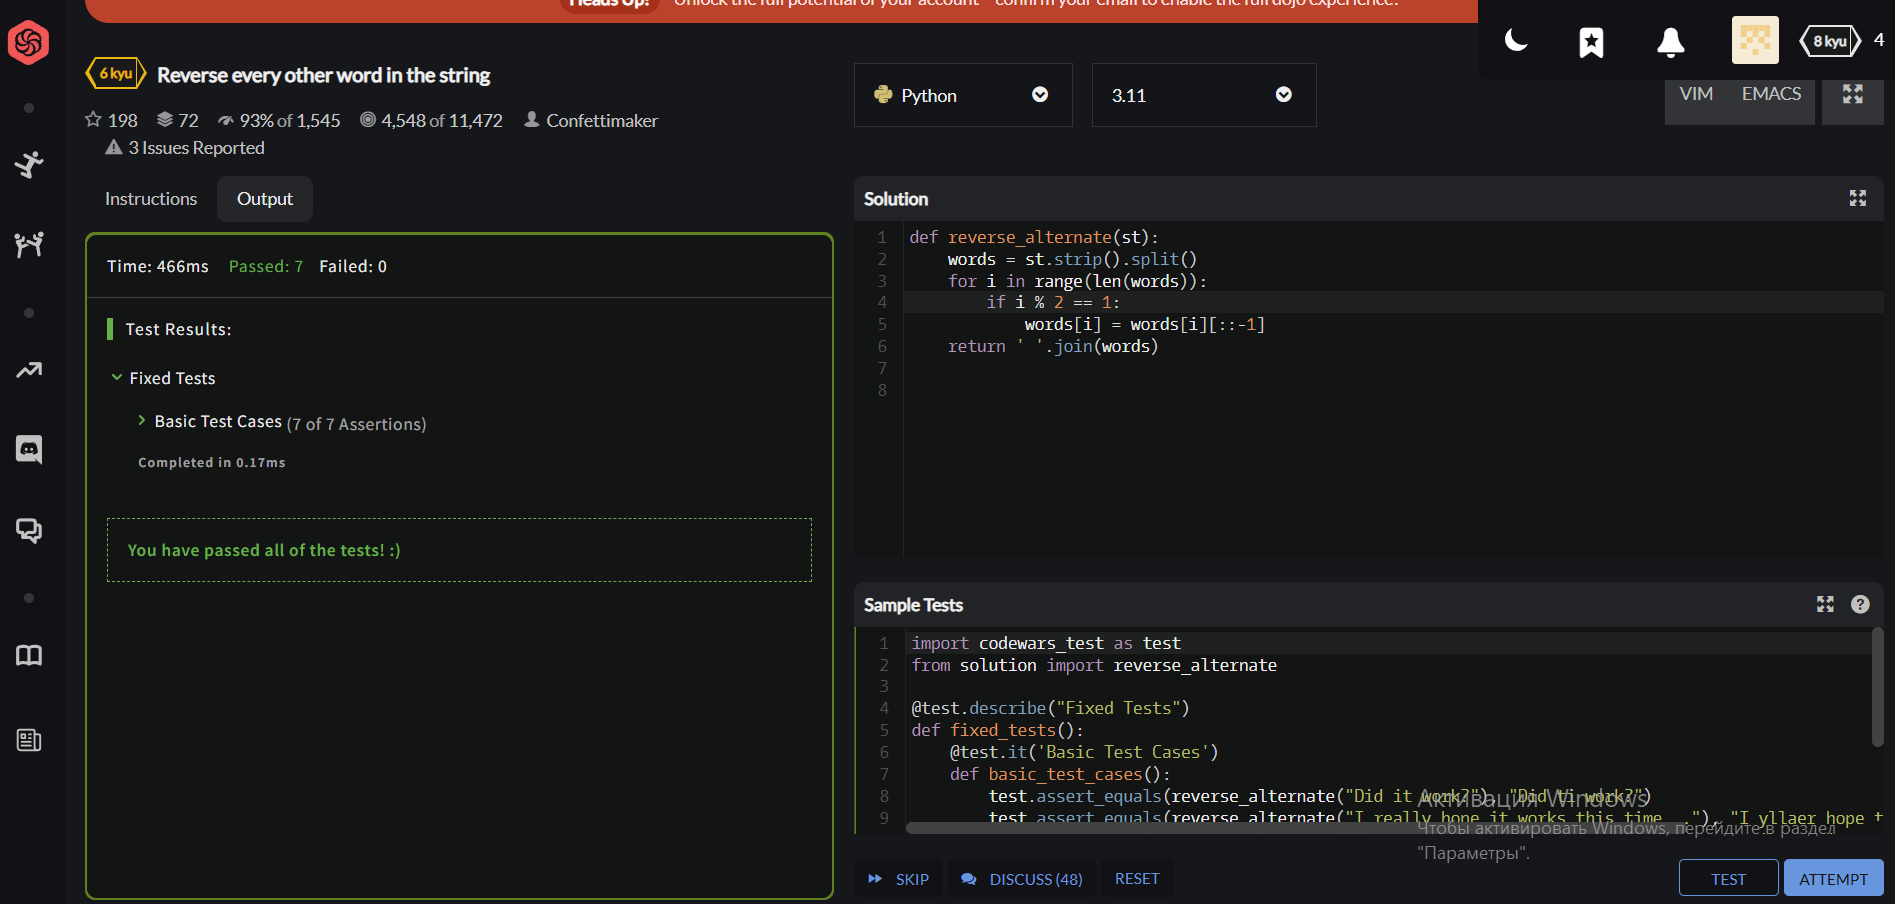 Heads Up! Unlock the full potential of your account - confirm your email to enable the full dojo experience!
8 kyu 4
6 kyu Reverse every other word in the string
Python 3.11
VIM EMACS
198 72 93% of 1,545 4,548 of 11,472 Confettimaker
3 Issues Reported
Instructions Output
Time: 466ms Passed: 7 Failed: 0
Test Results:
Fixed Tests
Basic Test Cases (7 of 7 Assertions)
Completed in 0.17ms
You have passed all of the tests! :)
Solution
1 def reverse_alternate(st):
2 words = st.strip().split()
3 for i in range(len(words)):
4 if i % 2 == 1:
5 words[i] = words[i][::-1]
6 return ' '.join(words)
7
8
Sample Tests ?
1 import codewars_test as test
2 from solution import reverse_alternate
3
4 @test.describe("Fixed Tests")
5 def fixed_tests():
6 @test.it('Basic Test Cases')
7 def basic_test_cases():
8 test.assert_equals(reverse_alternate("Did it work?"), "Did ti work?")
9 test.assert_equals(reverse_alternate("I really hope it works this time..."), "I yllaer hope t
Активация Windows
Чтобы активировать Windows, перейдите в раздел
"Параметры".
SKIP DISCUSS (48) RESET TEST ATTEMPT